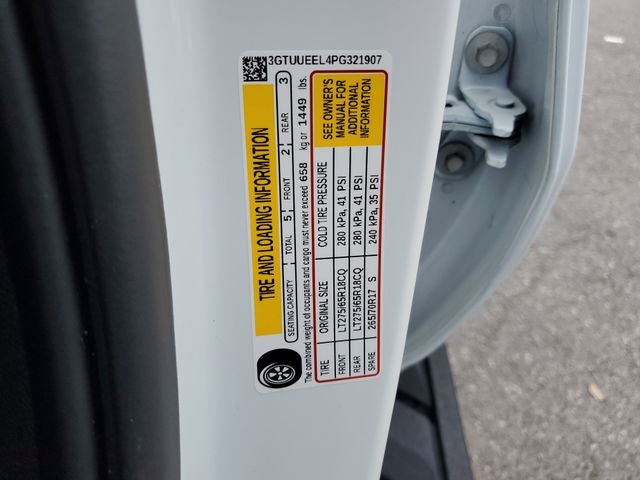 3GTUUEEL4PG321907
TIRE AND LOADING INFORMATION
SEATING CAPACITY TOTAL 5 FRONT 2 REAR 3
The combined weight of occupants and cargo must never exceed 658 kg or 1449 lbs.
TIRE ORIGINAL SIZE COLD TIRE PRESSURE
FRONT LT275/65R18CQ 280 kPa, 41 PSI
REAR LT275/65R18CQ 280 kPa, 41 PSI
SPARE 26570R17 S 240 kPa, 35 PSI
SEE OWNER'S
MANUAL FOR
ADDITIONAL
INFORMATION